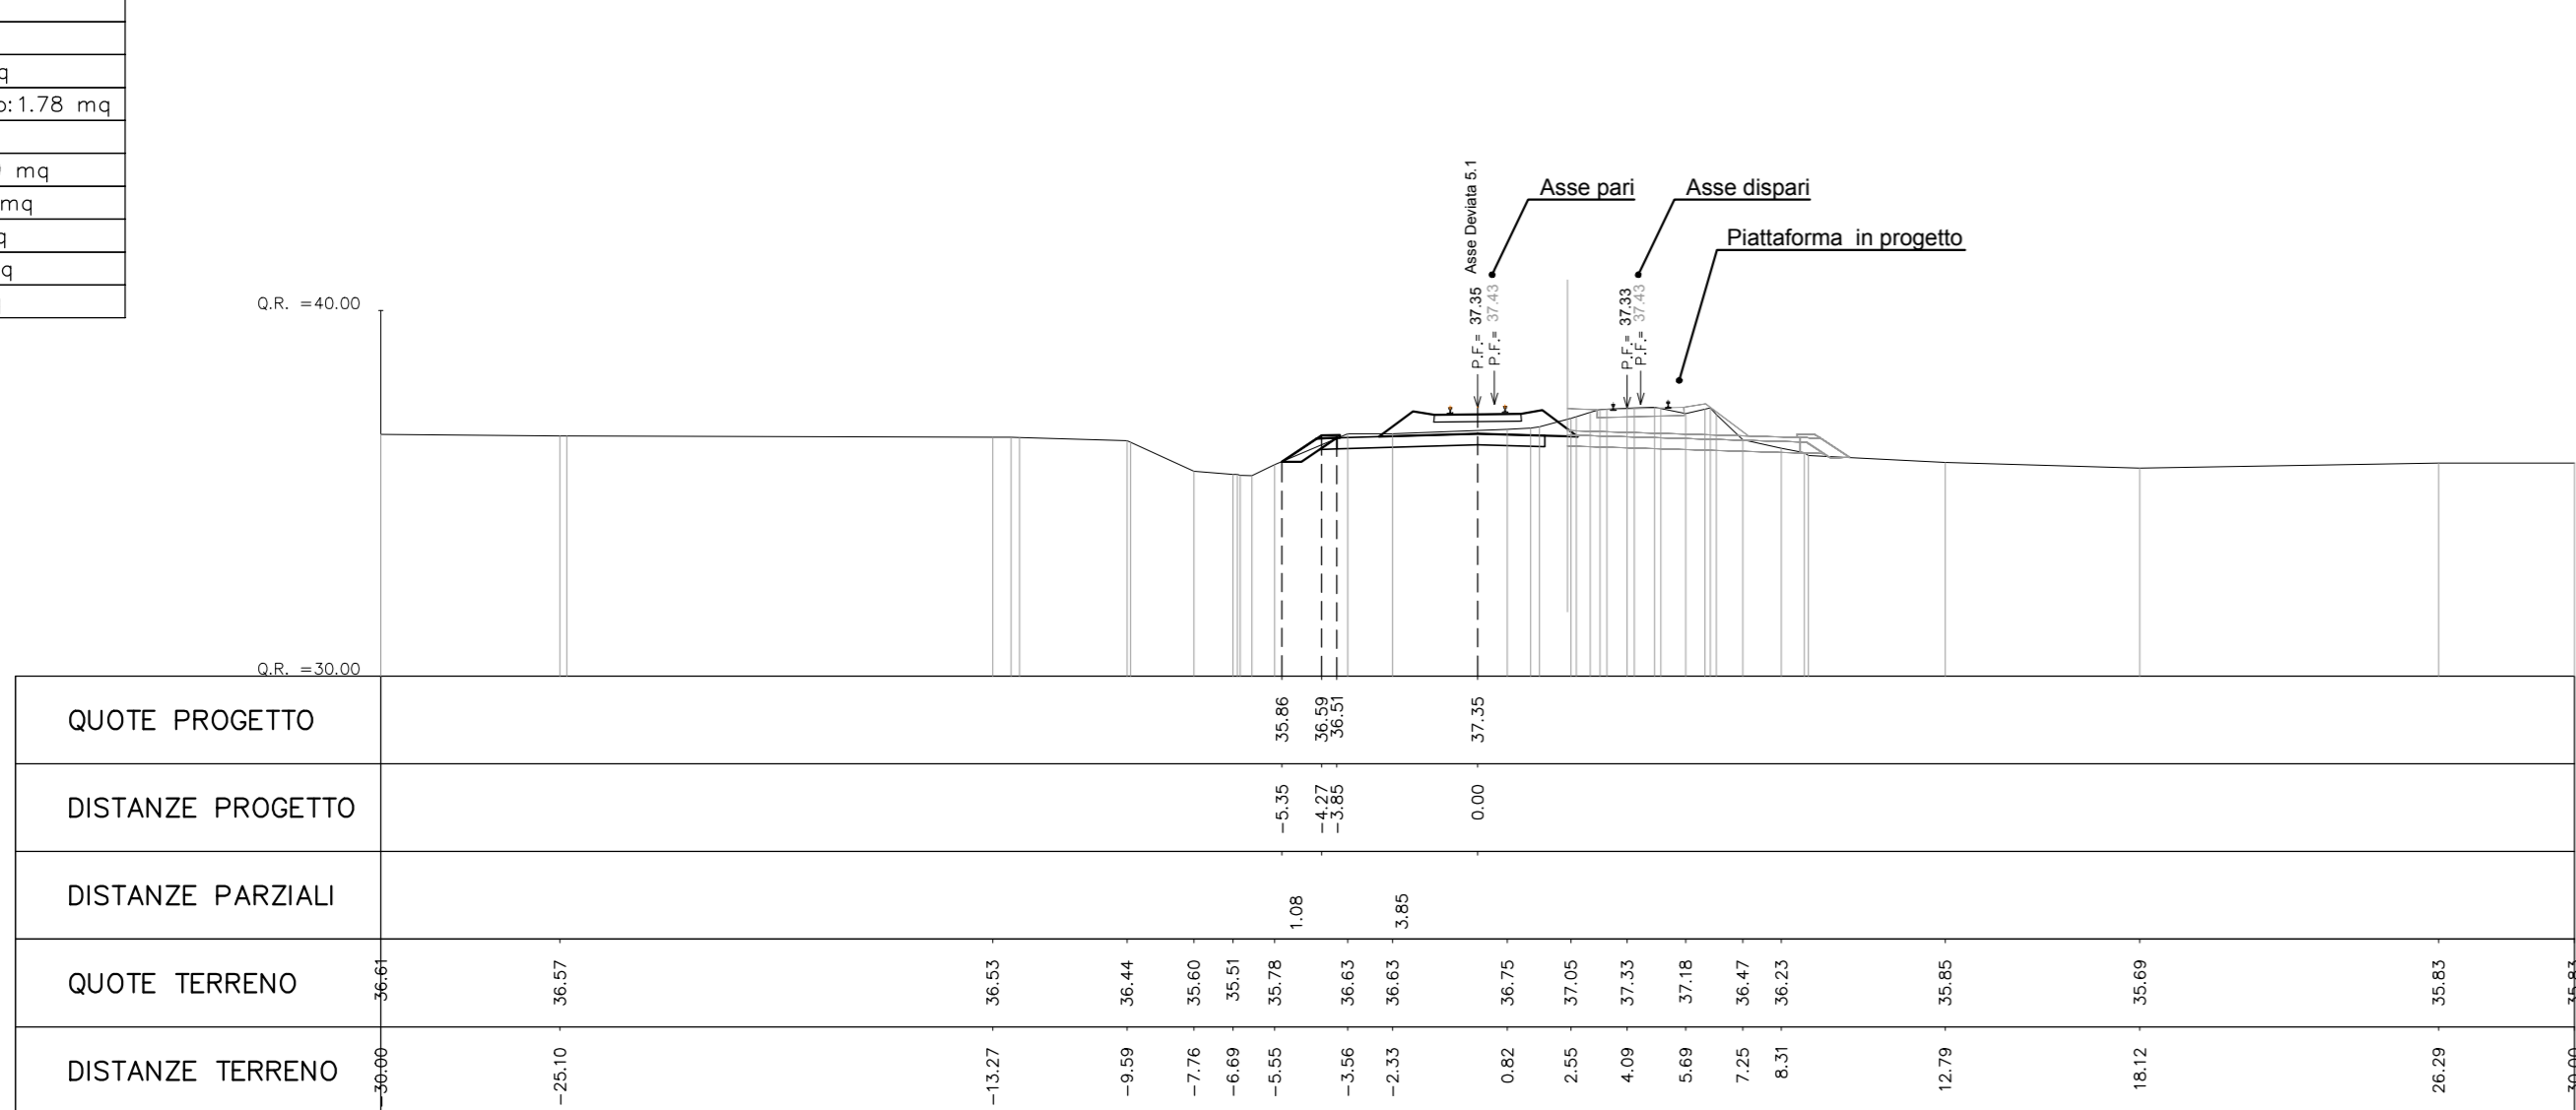 q
o:1.78 mq
mq
mq
q
q
Asse Deviata 5.1
Asse pari
Asse dispari
Piattaforma in progetto
P.F.= 37.35
P.F.= 37.43
P.F.= 37.33
P.F.= 37.43
Q.R. =40.00
Q.R. =30.00
QUOTE PROGETTO 35.86 36.59 36.51 37.35
DISTANZE PROGETTO -5.35 -4.27 -3.85 0.00
DISTANZE PARZIALI 1.08 3.85
QUOTE TERRENO 36.61 36.57 36.53 36.44 35.60 35.51 35.78 36.63 36.63 36.75 37.05 37.33 37.18 36.47 36.23 35.85 35.69 35.83 35.83
DISTANZE TERRENO -30.00 -25.10 -13.27 -9.59 -7.76 -6.69 -5.55 -3.56 -2.33 0.82 2.55 4.09 5.69 7.25 8.31 12.79 18.12 26.29 30.00